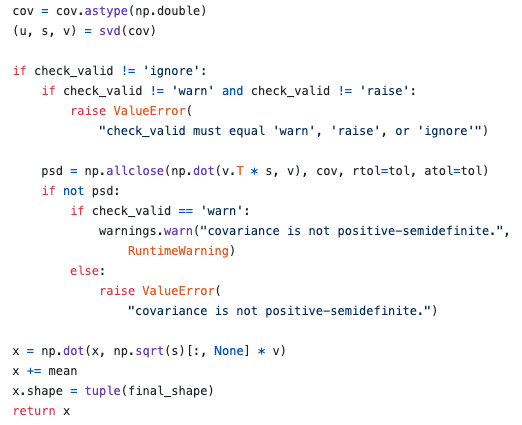 cov = cov.astype(np.double)
(u, s, v) = svd(cov)
if check_valid != 'ignore':
    if check_valid != 'warn' and check_valid != 'raise':
        raise ValueError(
            "check_valid must equal 'warn', 'raise', or 'ignore'")
    psd = np.allclose(np.dot(v.T * s, v), cov, rtol=tol, atol=tol)
    if not psd:
        if check_valid == 'warn':
            warnings.warn("covariance is not positive-semidefinite.",
                RuntimeWarning)
        else:
            raise ValueError(
                "covariance is not positive-semidefinite.")
x = np.dot(x, np.sqrt(s)[:, None] * v)
x += mean
x.shape = tuple(final_shape)
return x